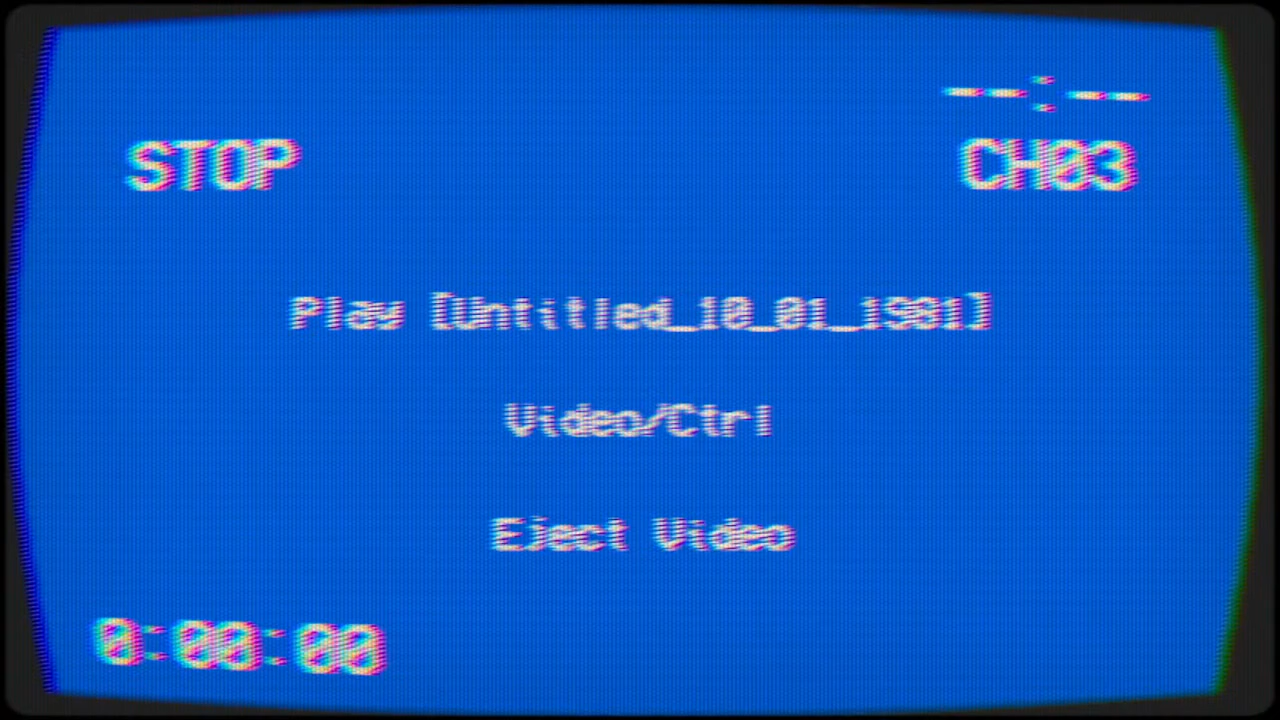 --:--
STOP CH03
Play [Untitled_10_01_1981]
Video/Ctrl
Eject Video
0:00:00